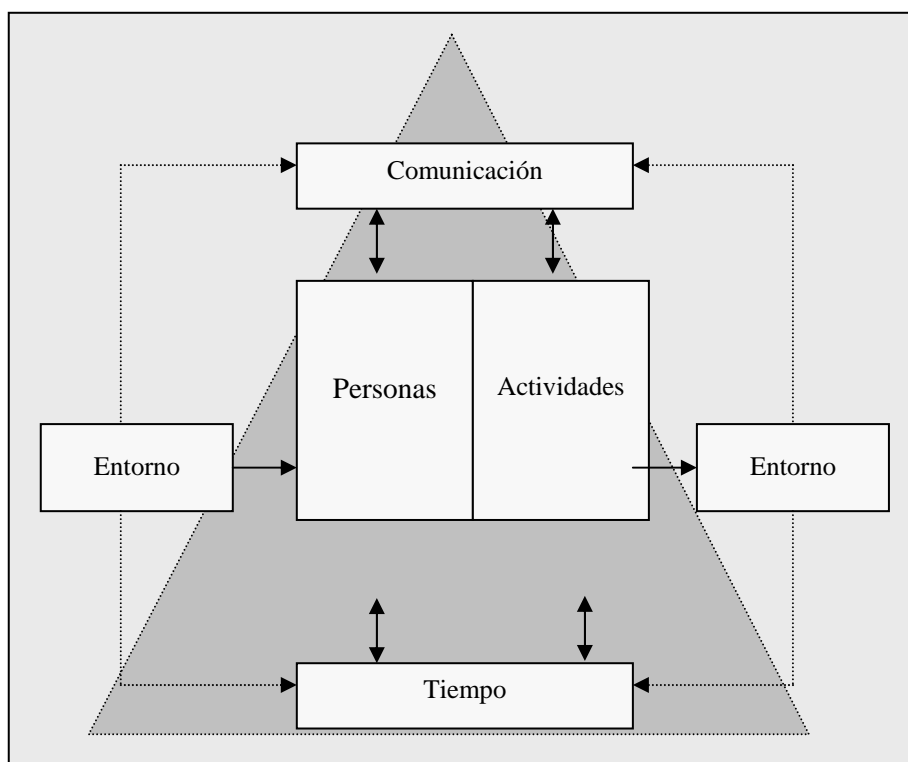 Comunicación
Personas
Actividades
Entorno
Entorno
Tiempo